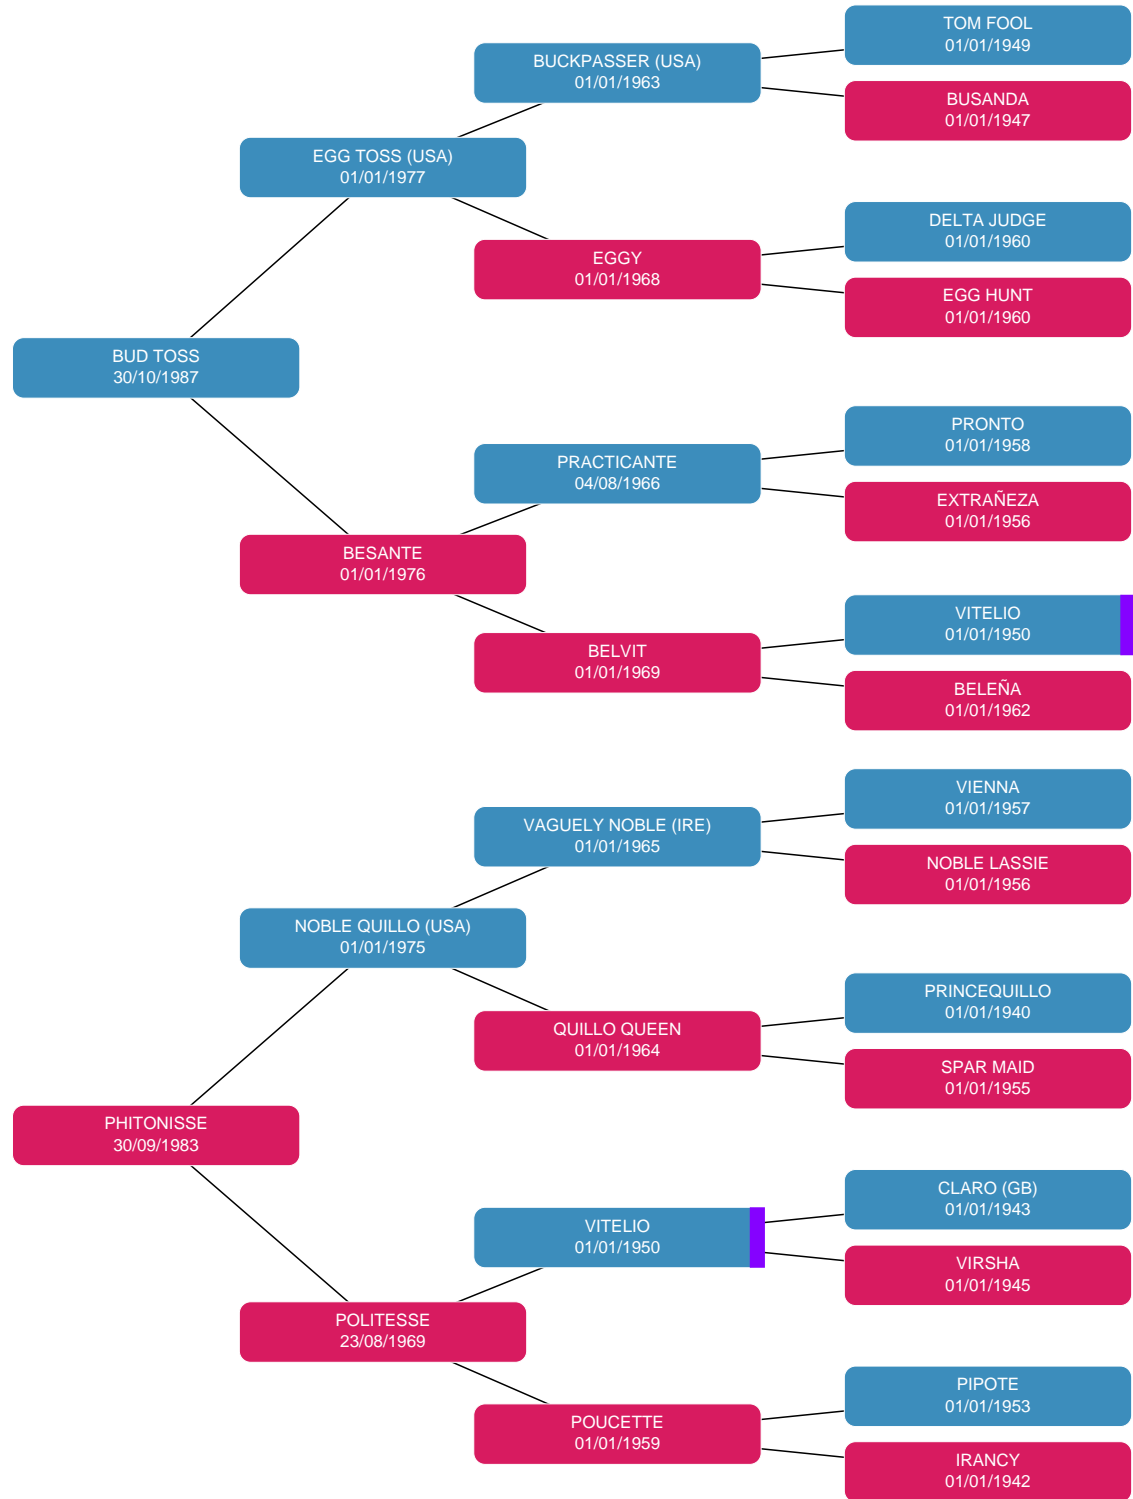 TOM FOOL
01/01/1949
BUCKPASSER (USA)
01/01/1963
BUSANDA
01/01/1947
EGG TOSS (USA)
01/01/1977
DELTA JUDGE
01/01/1960
EGGY
01/01/1968
EGG HUNT
01/01/1960
BUD TOSS
30/10/1987
PRONTO
01/01/1958
PRACTICANTE
04/08/1966
EXTRAÑEZA
01/01/1956
BESANTE
01/01/1976
VITELIO
01/01/1950
BELVIT
01/01/1969
BELEÑA
01/01/1962
VIENNA
01/01/1957
VAGUELY NOBLE (IRE)
01/01/1965
NOBLE LASSIE
01/01/1956
NOBLE QUILLO (USA)
01/01/1975
PRINCEQUILLO
01/01/1940
QUILLO QUEEN
01/01/1964
SPAR MAID
01/01/1955
PHITONISSE
30/09/1983
CLARO (GB)
01/01/1943
VITELIO
01/01/1950
VIRSHA
01/01/1945
POLITESSE
23/08/1969
PIPOTE
01/01/1953
POUCETTE
01/01/1959
IRANCY
01/01/1942